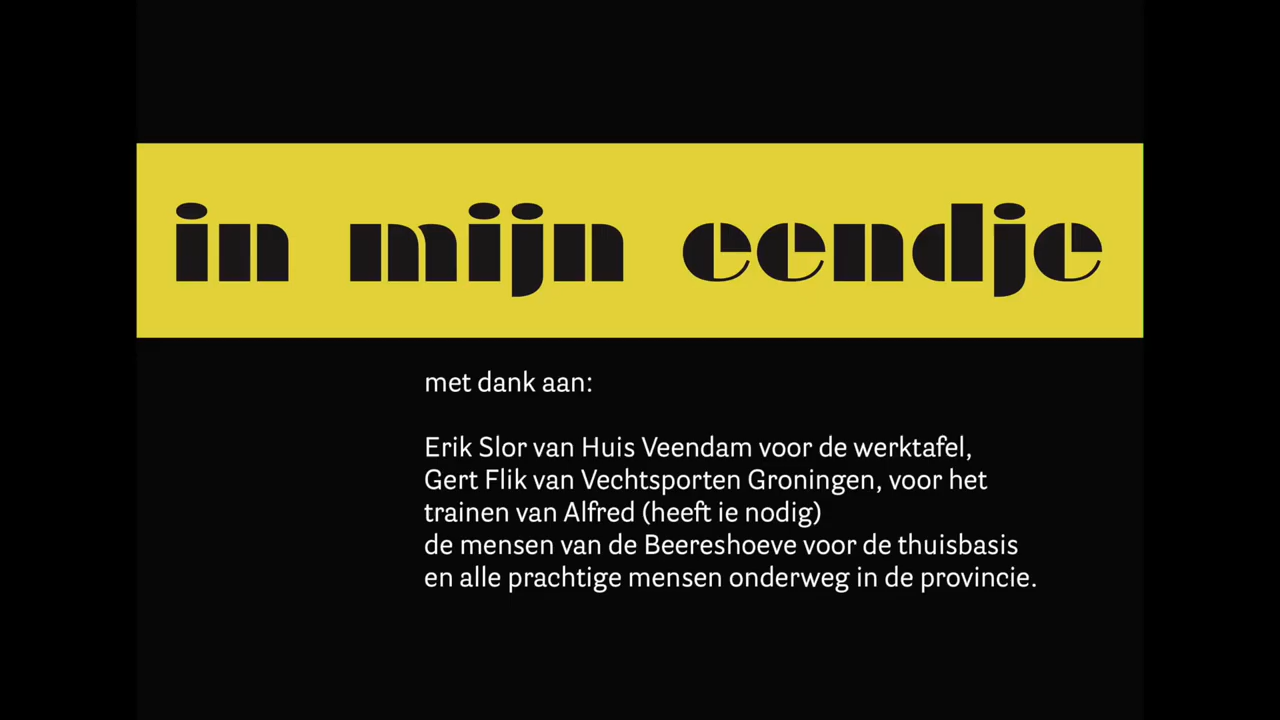 in mijn eendje
met dank aan:
Erik Slor van Huis Veendam voor de werktafel,
Gert Flik van Vechtsporten Groningen, voor het
trainen van Alfred (heeft ie nodig)
de mensen van de Beereshoeve voor de thuisbasis
en alle prachtige mensen onderweg in de provincie.